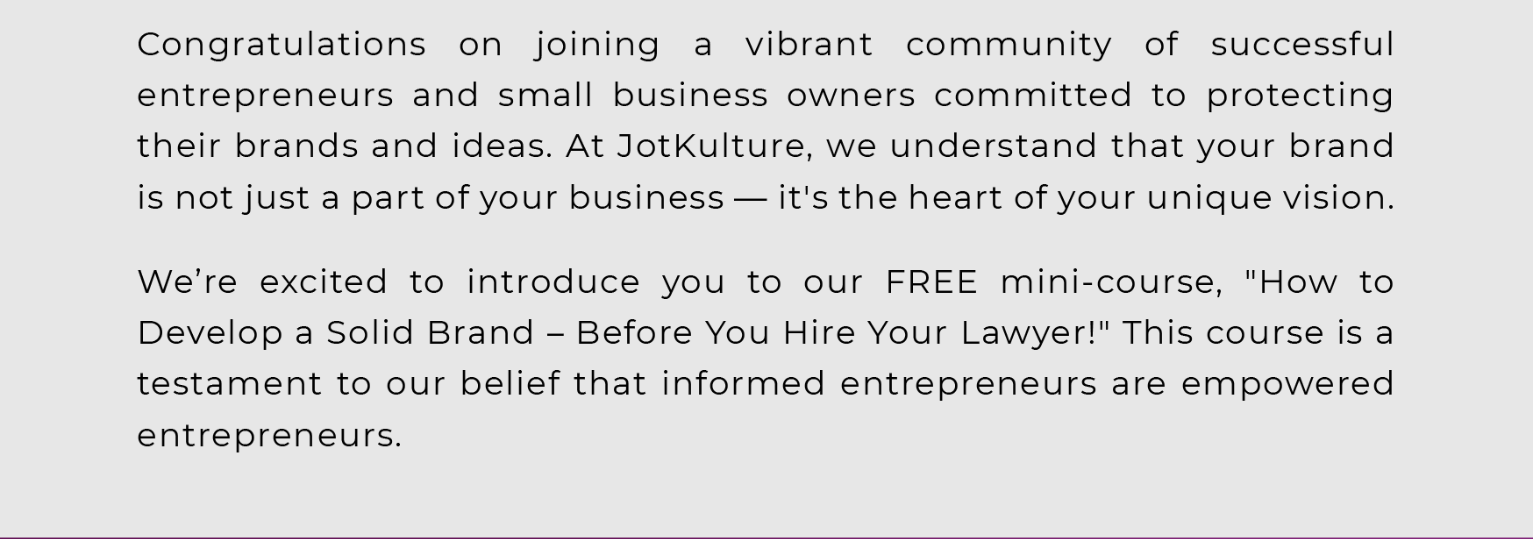 Congratulations on joining a vibrant community of successful
entrepreneurs and small business owners committed to protecting
their brands and ideas. At JotKulture, we understand that your brand
is not just a part of your business — it's the heart of your unique vision.
We’re excited to introduce you to our FREE mini-course, "How to
Develop a Solid Brand – Before You Hire Your Lawyer!" This course is a
testament to our belief that informed entrepreneurs are empowered
entrepreneurs.